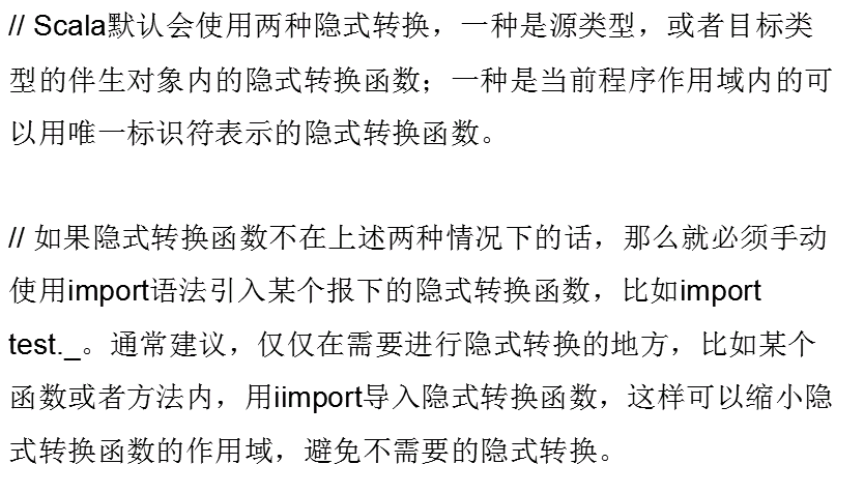 // Scala默认会使用两种隐式转换，一种是源类型，或者目标类
型的伴生对象内的隐式转换函数；一种是当前程序作用域内的可
以用唯一标识符表示的隐式转换函数。
// 如果隐式转换函数不在上述两种情况下的话，那么就必须手动
使用import语法引入某个报下的隐式转换函数，比如import
test._。通常建议，仅仅在需要进行隐式转换的地方，比如某个
函数或者方法内，用iimport导入隐式转换函数，这样可以缩小隐
式转换函数的作用域，避免不需要的隐式转换。